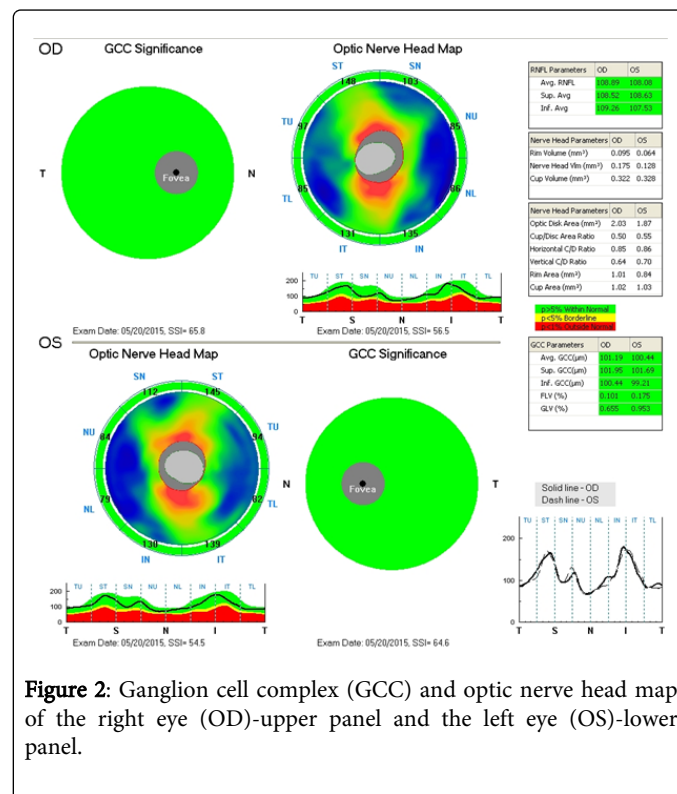 OD GCC Significance Optic Nerve Head Map
ST SN
148 103
TU 97 85 NU
T Fovea N
TL 85 86 NL
131
IT IN
RNFL Parameters OD OS
Avg. RNFL 108.89 108.08
Sup. Avg 108.52 108.63
Inf. Avg 109.26 107.53
Nerve Head Parameters OD OS
Rim Volume (mm³) 0.095 0.064
Nerve Head Vlm (mm³) 0.175 0.128
Cup Volume (mm³) 0.322 0.328
Nerve Head Parameters OD OS
Optic Disk Area (mm²) 2.03 1.87
Cup/Disc Area Ratio 0.50 0.55
Horizontal C/D Ratio 0.85 0.86
Vertical C/D Ratio 0.64 0.70
Rim Area (mm²) 1.01 0.84
Cup Area (mm²) 1.02 1.03
TU ST SN NU NL IN IT TL
200
100
0
T S N I T
Exam Date: 05/20/2015, SSI= 65.8 Exam Date: 05/20/2015, SSI= 56.5
p>5% Within Normal
p<5% Borderline
p<1% Outside Normal
GCC Parameters OD OS
Avg. GCC(μm) 101.19 100.44
Sup. GCC(μm) 101.95 101.69
Inf. GCC(μm) 100.44 99.21
FLV (%) 0.101 0.175
GLV (%) 0.655 0.953
OS Optic Nerve Head Map GCC Significance
SN ST
112 145
NU 84 94 TU
N Fovea T
NL 79 82 TL
130 139
IN IT
TU ST SN NU NL IN IT TL
200
100
0
T S N I T
Exam Date: 05/20/2015, SSI= 54.5 Exam Date: 05/20/2015, SSI= 64.6
Solid line - OD
Dash line - OS
TU ST SN NU NL IN IT TL
200
100
0
T S N I T
Figure 2: Ganglion cell complex (GCC) and optic nerve head map
of the right eye (OD)-upper panel and the left eye (OS)-lower
panel.